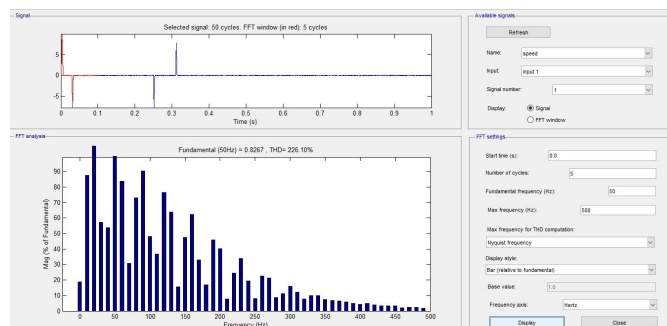 Signal
Selected signal: 50 cycles. FFT window (in red): 5 cycles
5
0
-5
0 0.1 0.2 0.3 0.4 0.5 0.6 0.7 0.8 0.9 1
Time (s)
FFT analysis
Fundamental (50Hz) = 0.8267 , THD= 226.10%
90
80
70
60
50
40
30
20
10
0
Mag (% of Fundamental)
0 50 100 150 200 250 300 350 400 450 500
Frequency (Hz)
Available signals
Refresh
Name: speed
Input: input 1
Signal number: 1
Display: Signal
FFT window
FFT settings
Start time (s): 0.0
Number of cycles: 5
Fundamental frequency (Hz): 50
Max frequency (Hz): 500
Max frequency for THD computation:
Nyquist frequency
Display style:
Bar (relative to fundamental)
Base value: 1.0
Frequency axis: Hertz
Display Close